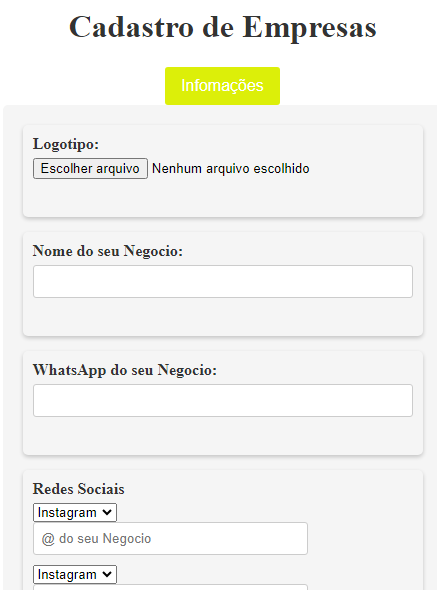 Cadastro de Empresas
Infomações
Logotipo:
Escolher arquivo Nenhum arquivo escolhido
Nome do seu Negocio:
WhatsApp do seu Negocio:
Redes Sociais
Instagram
@ do seu Negocio
Instagram